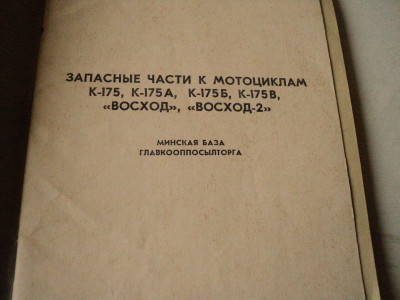 ЗАПАСНЫЕ ЧАСТИ К МОТОЦИКЛАМ
К-175, К-175А, К-175Б, К-175В,
«ВОСХОД», «ВОСХОД-2»
МИНСКАЯ БАЗА
ГЛАВКООППОСЫЛТОРГА